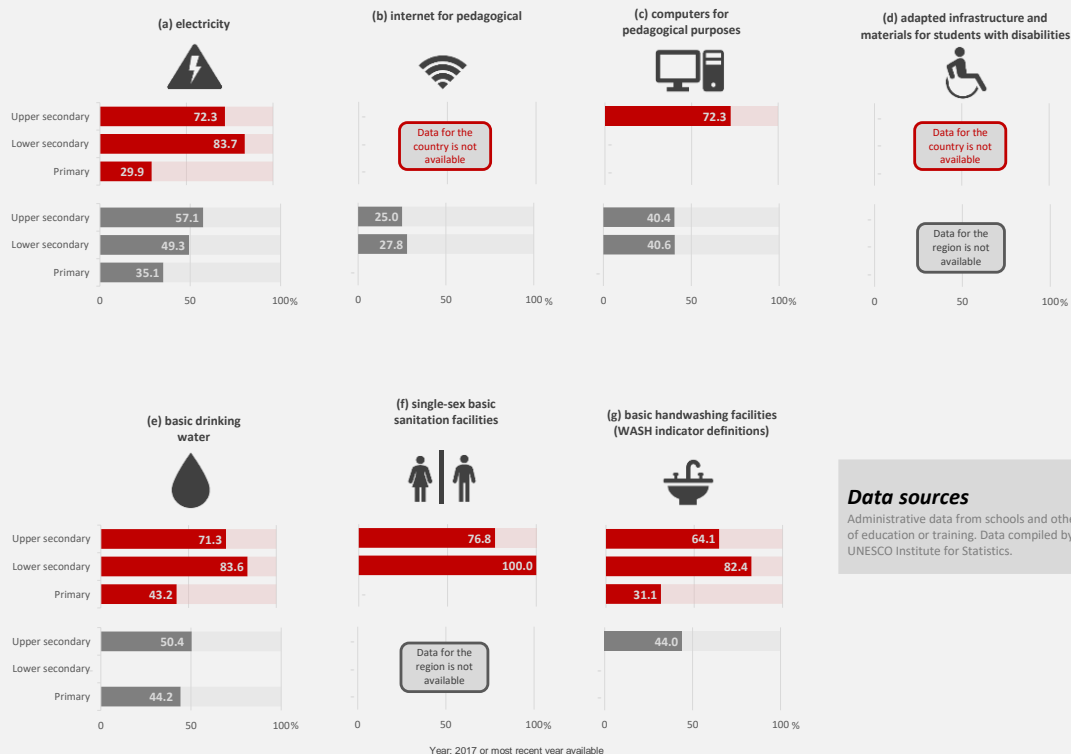 (a) electricity
(b) internet for pedagogical
(c) computers for
pedagogical purposes
(d) adapted infrastructure and
materials for students with disabilities
Upper secondary
72.3
Lower secondary
83.7
Primary
29.9
Data for the
country is not
available
72.3
Data for the
country is not
available
Upper secondary
57.1
Lower secondary
49.3
Primary
35.1
0 50 100%
25.0
27.8
0 50 100 %
40.4
40.6
0 50 100%
Data for the
region is not
available
0 50 100 %
(e) basic drinking
water
(f) single-sex basic
sanitation facilities
(g) basic handwashing facilities
(WASH indicator definitions)
Upper secondary
71.3
Lower secondary
83.6
Primary
43.2
76.8
100.0
64.1
82.4
31.1
Data sources
Administrative data from schools and othe
of education or training. Data compiled by
UNESCO Institute for Statistics.
Upper secondary
50.4
Lower secondary
Primary
44.2
0 50 100%
Data for the
region is not
available
0 50 100 %
44.0
0 50 100 %
Year: 2017 or most recent year available